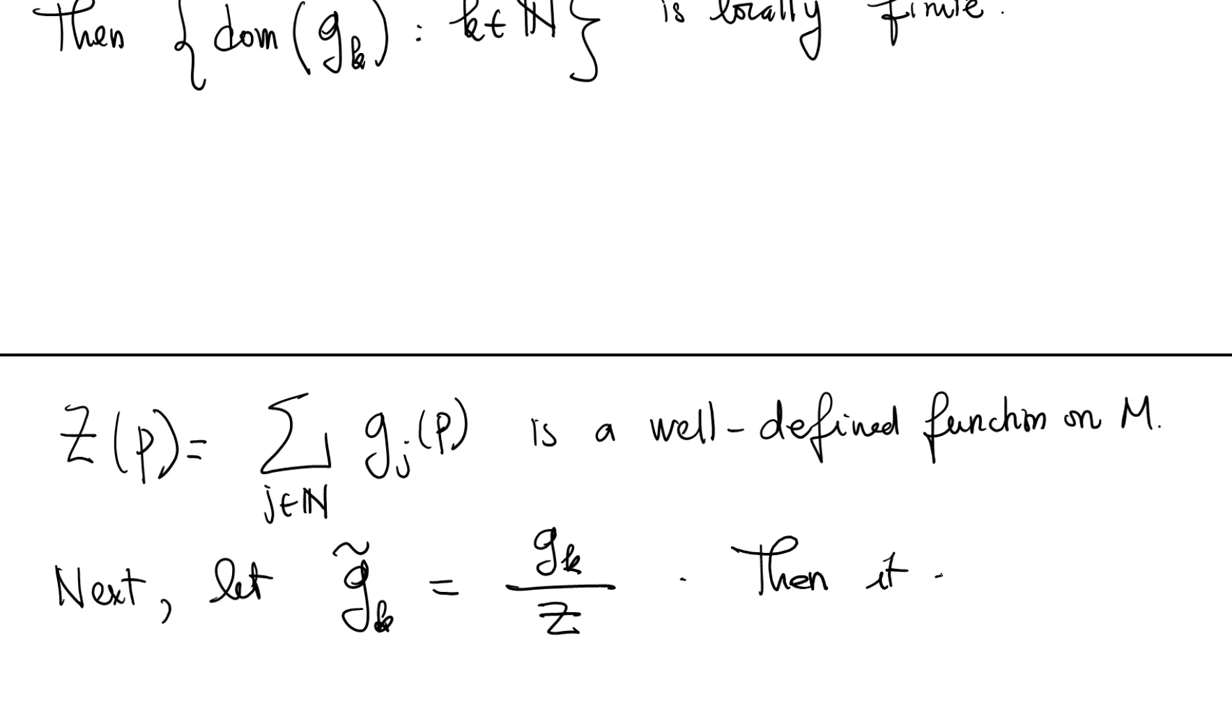 Then {dom(g_k) : k ∈ ℕ} is locally finite.
Z(p) = ∑_{j∈ℕ} g_j(p) is a well-defined function on M.
Next, let g̃_k = g_k / Z . Then it